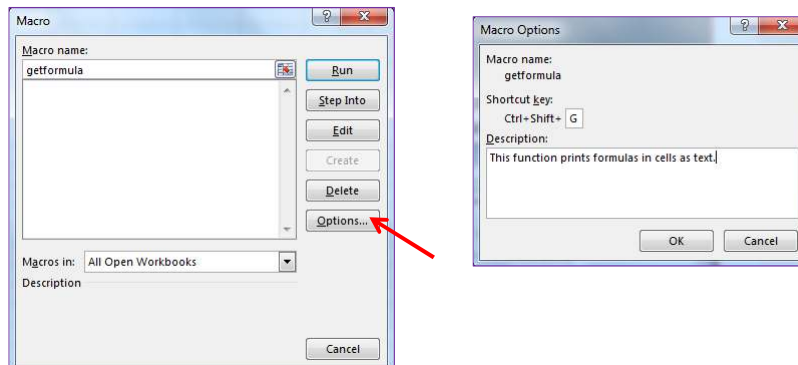 Macro
Macro name:
getformula
Run
Step Into
Edit
Create
Delete
Options...
Macros in: All Open Workbooks
Description
Cancel
Macro Options
Macro name:
getformula
Shortcut key:
Ctrl+Shift+ G
Description:
This function prints formulas in cells as text.
OK Cancel